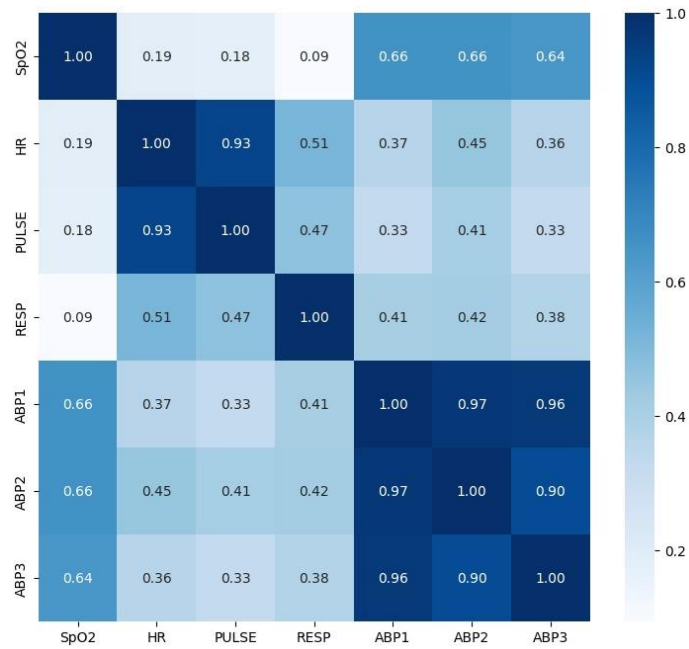 SpO2 1.00 0.19 0.18 0.09 0.66 0.66 0.64
HR 0.19 1.00 0.93 0.51 0.37 0.45 0.36
PULSE 0.18 0.93 1.00 0.47 0.33 0.41 0.33
RESP 0.09 0.51 0.47 1.00 0.41 0.42 0.38
ABP1 0.66 0.37 0.33 0.41 1.00 0.97 0.96
ABP2 0.66 0.45 0.41 0.42 0.97 1.00 0.90
ABP3 0.64 0.36 0.33 0.38 0.96 0.90 1.00
SpO2 HR PULSE RESP ABP1 ABP2 ABP3
1.0
0.8
0.6
0.4
0.2